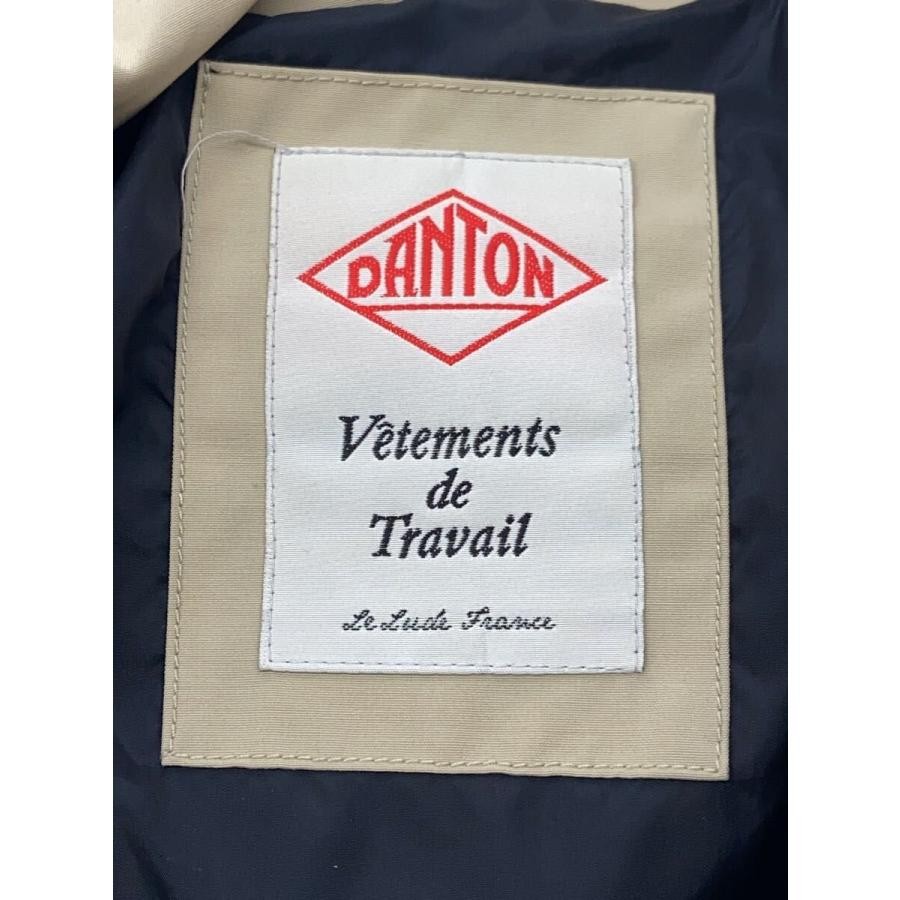 DANTON
Vêtements
de
Travail
Le Lude France